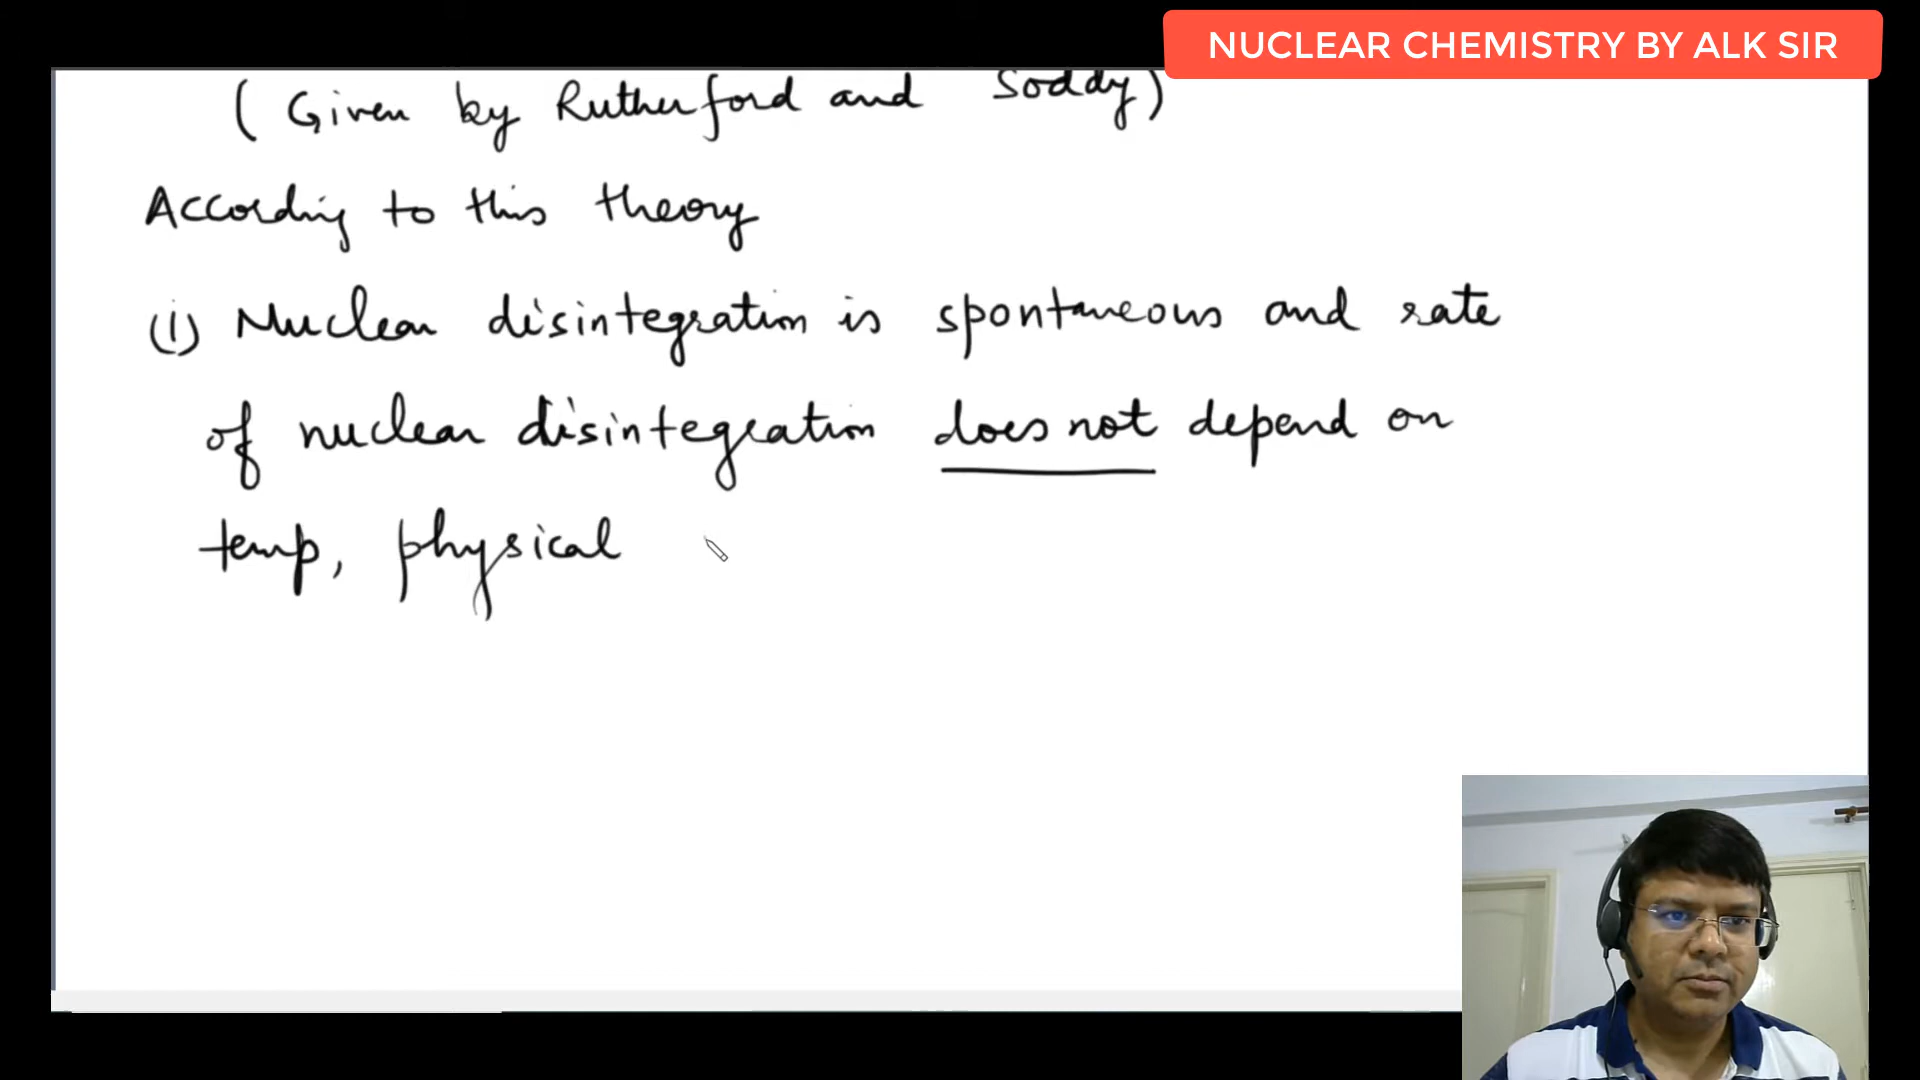 NUCLEAR CHEMISTRY BY ALK SIR
(Given by Rutherford and Soddy)
According to this theory
(i) Nuclear disintegration is spontaneous and rate
of nuclear disintegration does not depend on
temp, physical